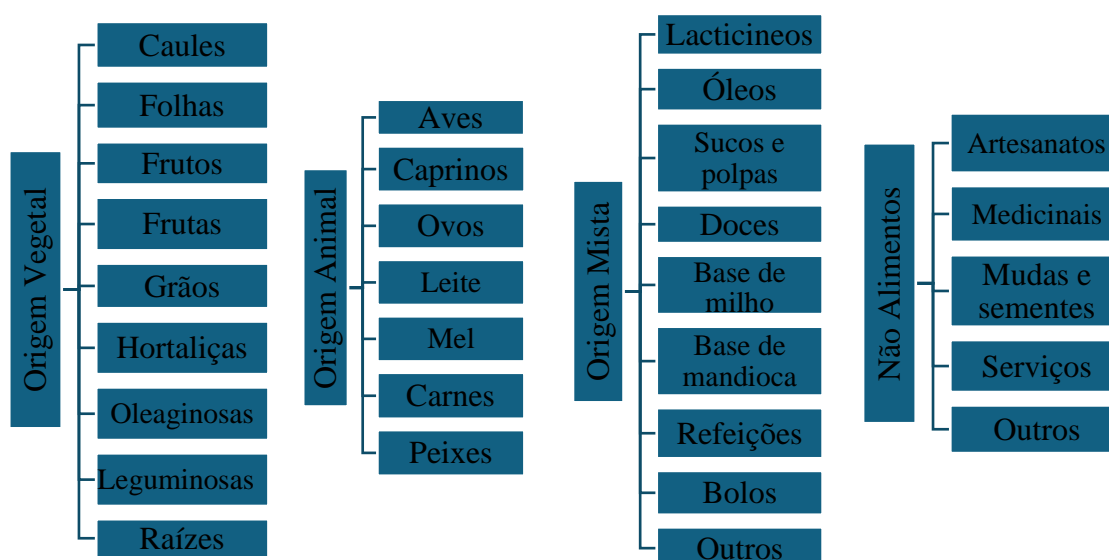 Origem Vegetal
Caules
Folhas
Frutos
Frutas
Grãos
Hortaliças
Oleaginosas
Leguminosas
Raízes
Origem Animal
Aves
Caprinos
Ovos
Leite
Mel
Carnes
Peixes
Origem Mista
Lacticineos
Óleos
Sucos e
polpas
Doces
Base de
milho
Base de
mandioca
Refeições
Bolos
Outros
Não Alimentos
Artesanatos
Medicinais
Mudas e
sementes
Serviços
Outros